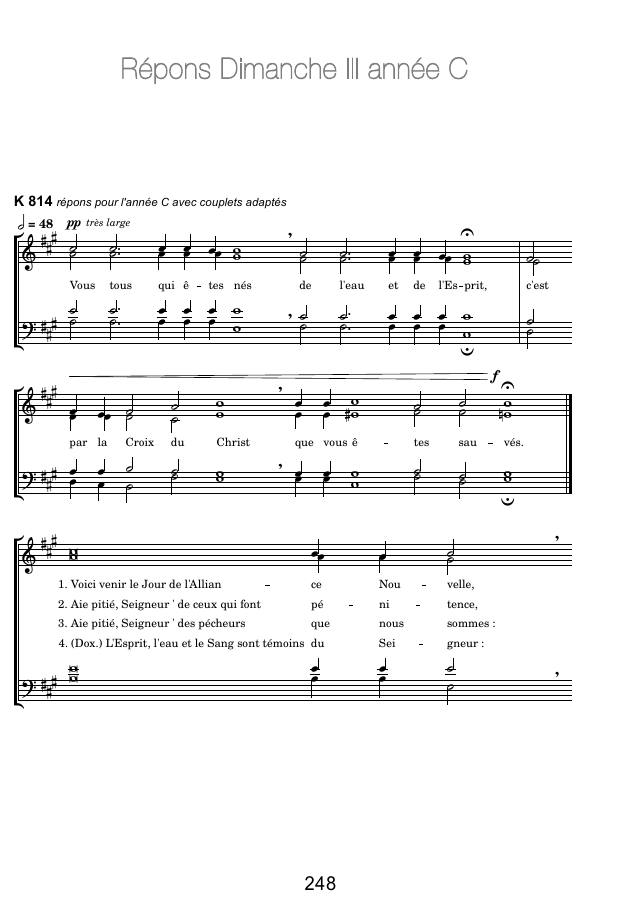 Répons Dimanche III année C
K 814 répons pour l'année C avec couplets adaptés
= 48 pp très large
Vous tous qui ê - tes nés de l'eau et de l'Es-prit, c'est
f
par la Croix du Christ que vous ê - tes sau - vés.
1. Voici venir le Jour de l'Allian - ce Nou - velle,
2. Aie pitié, Seigneur ' de ceux qui font pé - ni - tence,
3. Aie pitié, Seigneur ' des pécheurs que nous sommes :
4. (Dox.) L'Esprit, l'eau et le Sang sont témoins du Sei - gneur :
248